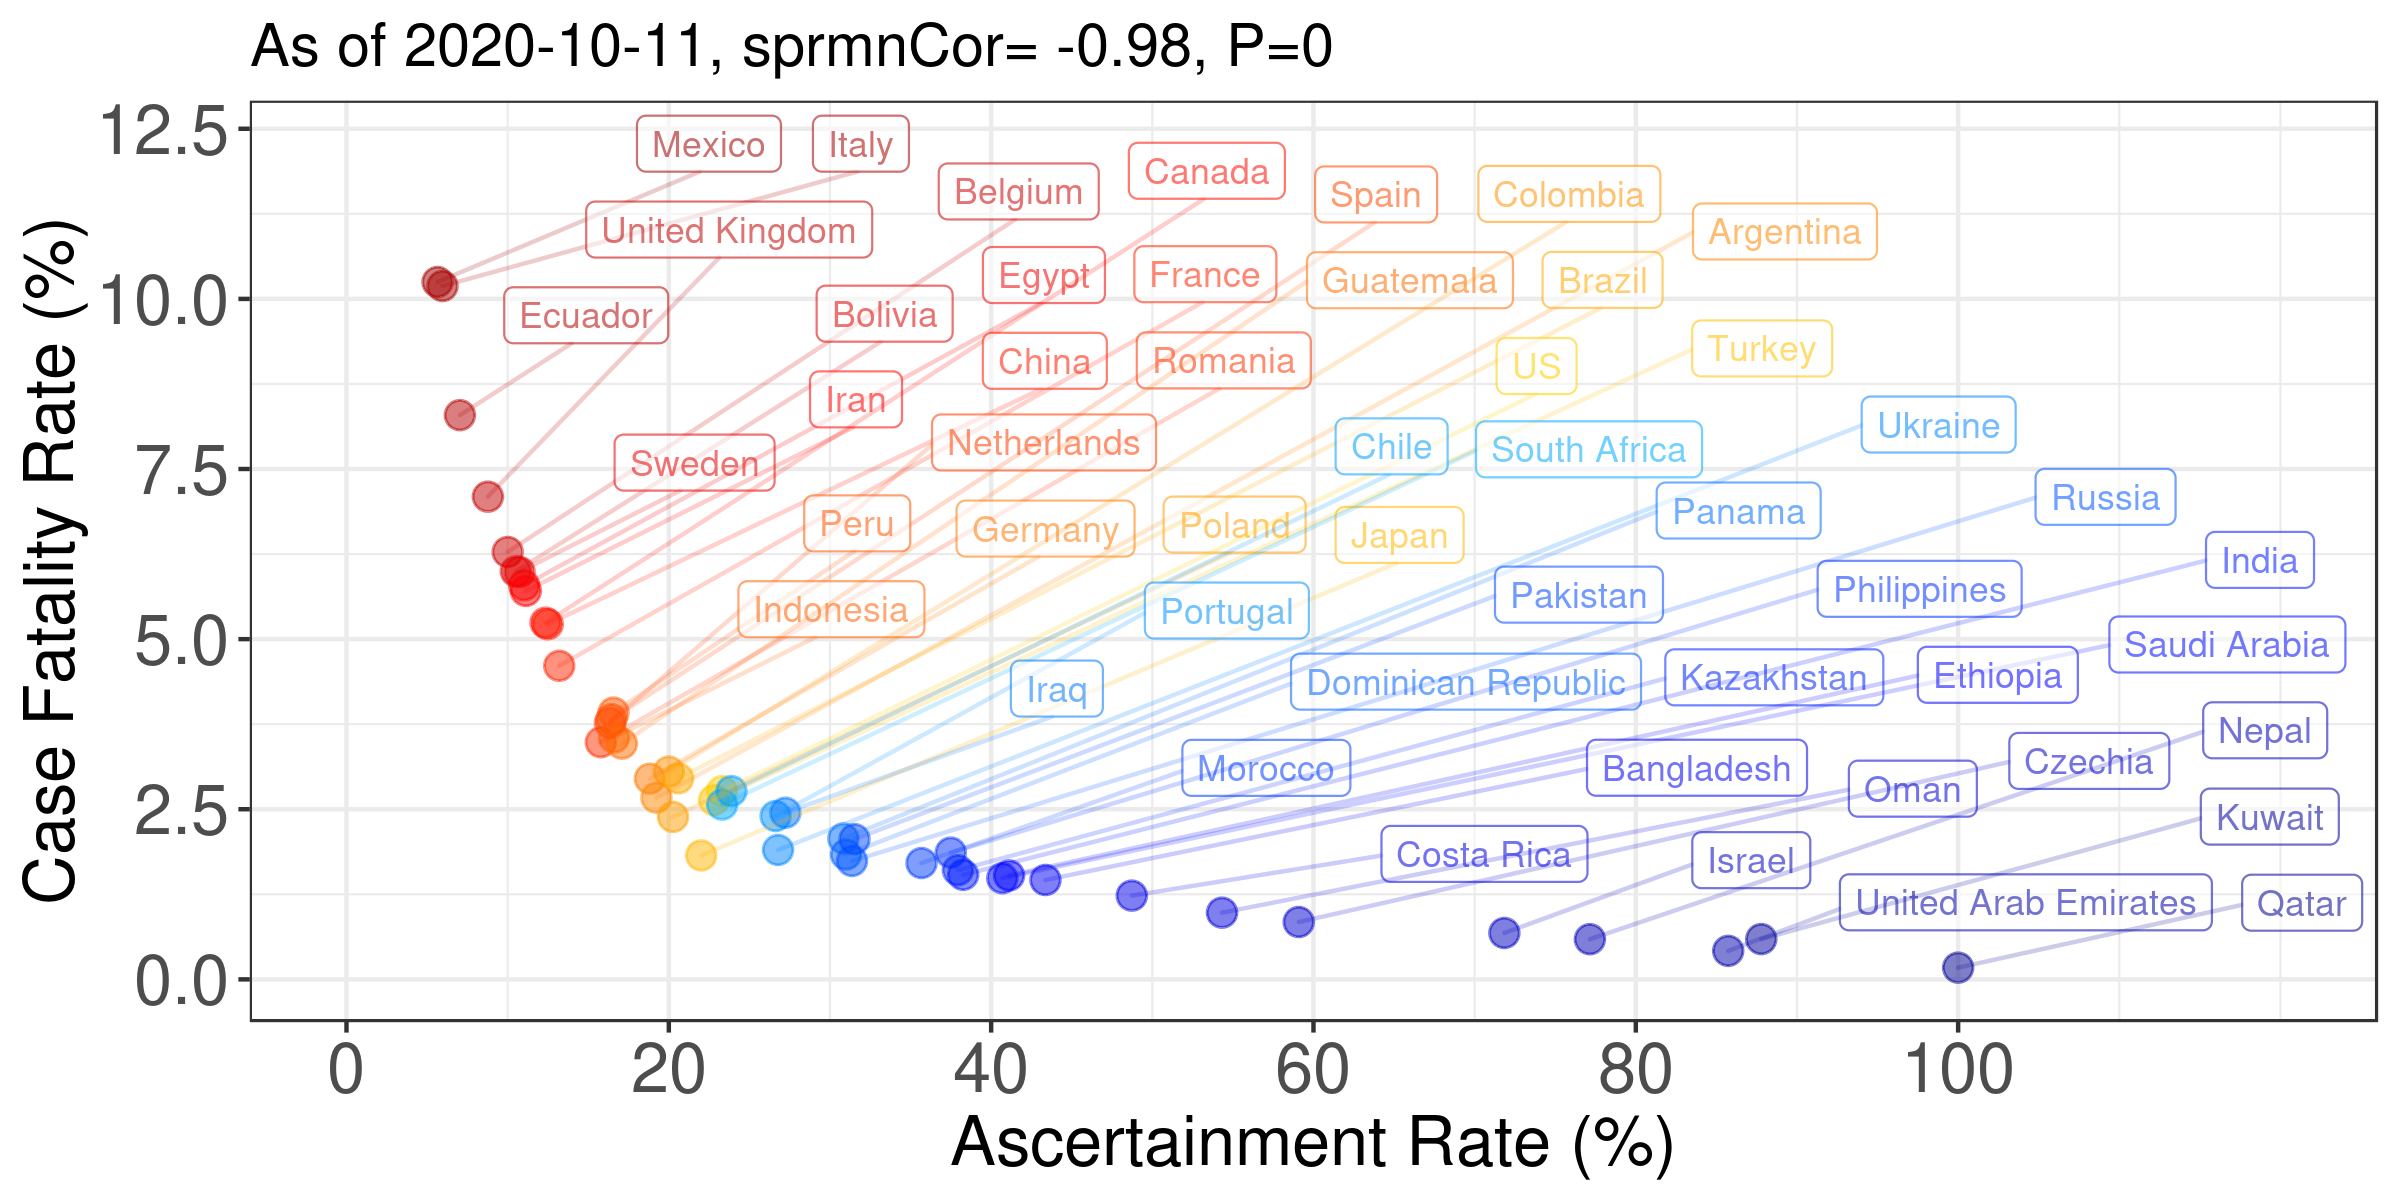 As of 2020-10-11, sprmnCor= -0.98, P=0
Case Fatality Rate (%)
12.5
10.0
7.5
5.0
2.5
0.0
Mexico
Italy
Belgium
Canada
Spain
Colombia
United Kingdom
Argentina
Egypt
France
Guatemala
Brazil
Ecuador
Bolivia
China
Romania
US
Turkey
Iran
Ukraine
Netherlands
Chile
South Africa
Sweden
Russia
Peru
Germany
Poland
Japan
Panama
India
Indonesia
Portugal
Pakistan
Philippines
Saudi Arabia
Iraq
Dominican Republic
Kazakhstan
Ethiopia
Nepal
Morocco
Bangladesh
Czechia
Oman
Kuwait
Costa Rica
Israel
United Arab Emirates
Qatar
0
20
40
60
80
100
Ascertainment Rate (%)